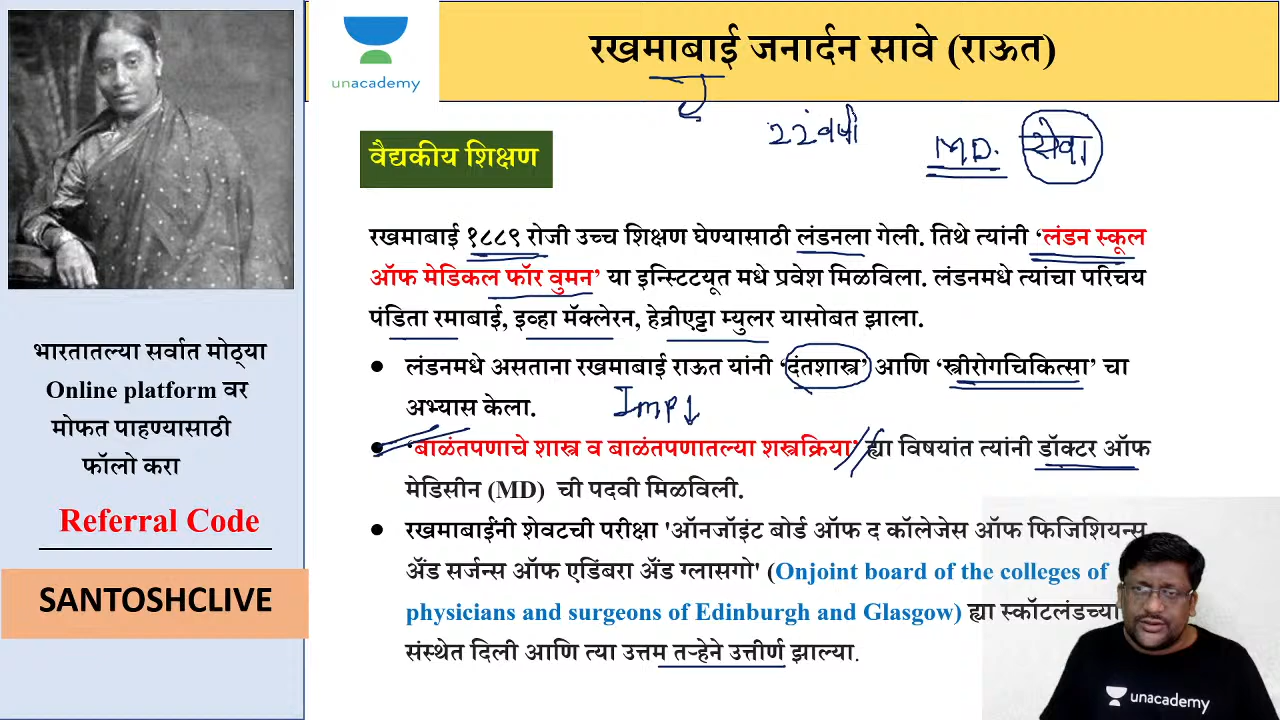 रखमाबाई जनार्दन सावे (राऊत)
unacademy
22 वर्षी
MD. सेवा
वैद्यकीय शिक्षण
रखमाबाई १८८९ रोजी उच्च शिक्षण घेण्यासाठी लंडनला गेली. तिथे त्यांनी ‘लंडन स्कूल
ऑफ मेडिकल फॉर वुमन’ या इन्स्टिटयूत मधे प्रवेश मिळविला. लंडनमधे त्यांचा परिचय
पंडिता रमाबाई, इव्हा मॅक्लेरन, हेन्रीएट्टा म्युलर यासोबत झाला.
● लंडनमधे असताना रखमाबाई राऊत यांनी ‘दंतशास्त्र’ आणि ‘स्त्रीरोगचिकित्सा’ चा
अभ्यास केला.
Imp
● ‘बाळंतपणाचे शास्त्र व बाळंतपणातल्या शस्त्रक्रिया’ ह्या विषयांत त्यांनी डॉक्टर ऑफ
मेडिसीन (MD) ची पदवी मिळविली.
● रखमाबाईंनी शेवटची परीक्षा 'ऑनजॉइंट बोर्ड ऑफ द कॉलेजेस ऑफ फिजिशियन्स
ॲंड सर्जन्स ऑफ एडिंबरा ॲंड ग्लासगो' (Onjoint board of the colleges of
physicians and surgeons of Edinburgh and Glasgow) ह्या स्कॉटलंडच्या
संस्थेत दिली आणि त्या उत्तम तऱ्हेने उत्तीर्ण झाल्या.
भारतातल्या सर्वात मोठ्या
Online platform वर
मोफत पाहण्यासाठी
फॉलो करा
Referral Code
SANTOSHCLIVE
unacademy